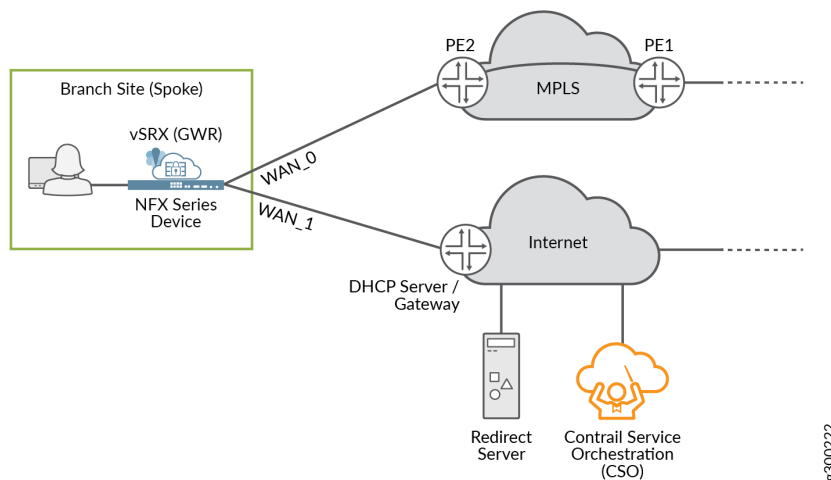 PE2
PE1
Branch Site (Spoke)
MPLS
vSRX (GWR)
WAN_0
NFX Series
Device
WAN_1
Internet
DHCP Server /
Gateway
Redirect
Server
Contrail Service
Orchestration
(CSO)
g300222